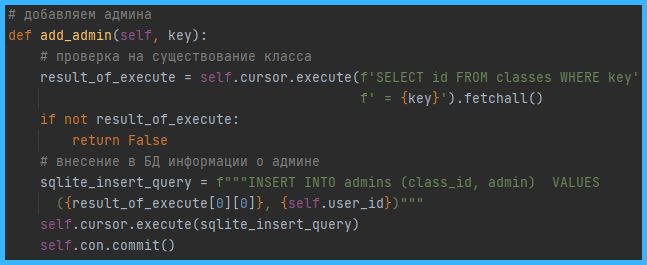 # добавляем админа
def add_admin(self, key):
    # проверка на существование класса
    result_of_execute = self.cursor.execute(f'SELECT id FROM classes WHERE key'
                                            f' = {key}').fetchall()
    if not result_of_execute:
        return False
    # внесение в БД информации о админе
    sqlite_insert_query = f"""INSERT INTO admins (class_id, admin)  VALUES
      ({result_of_execute[0][0]}, {self.user_id})"""
    self.cursor.execute(sqlite_insert_query)
    self.con.commit()